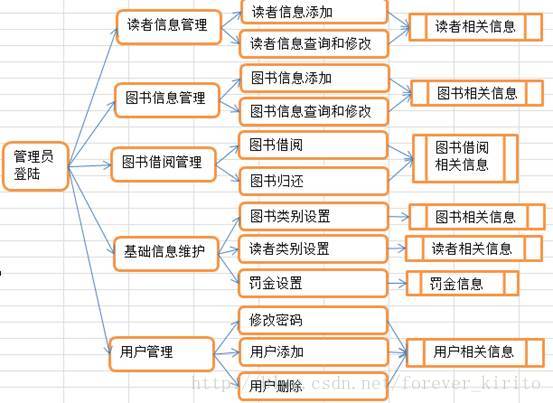 管理员
登陆
读者信息管理
读者信息添加
读者信息查询和修改
读者相关信息
图书信息管理
图书信息添加
图书信息查询和修改
图书相关信息
图书借阅管理
图书借阅
图书归还
图书借阅
相关信息
基础信息维护
图书类别设置
图书相关信息
读者类别设置
读者相关信息
罚金设置
罚金信息
用户管理
修改密码
用户添加
用户删除
用户相关信息
http://blog.csdn.net/forever_kirito